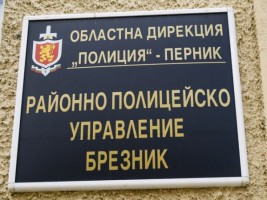 ОБЛАСТНА ДИРЕКЦИЯ
„ПОЛИЦИЯ“ - ПЕРНИК
РАЙОННО ПОЛИЦЕЙСКО
УПРАВЛЕНИЕ
БРЕЗНИК